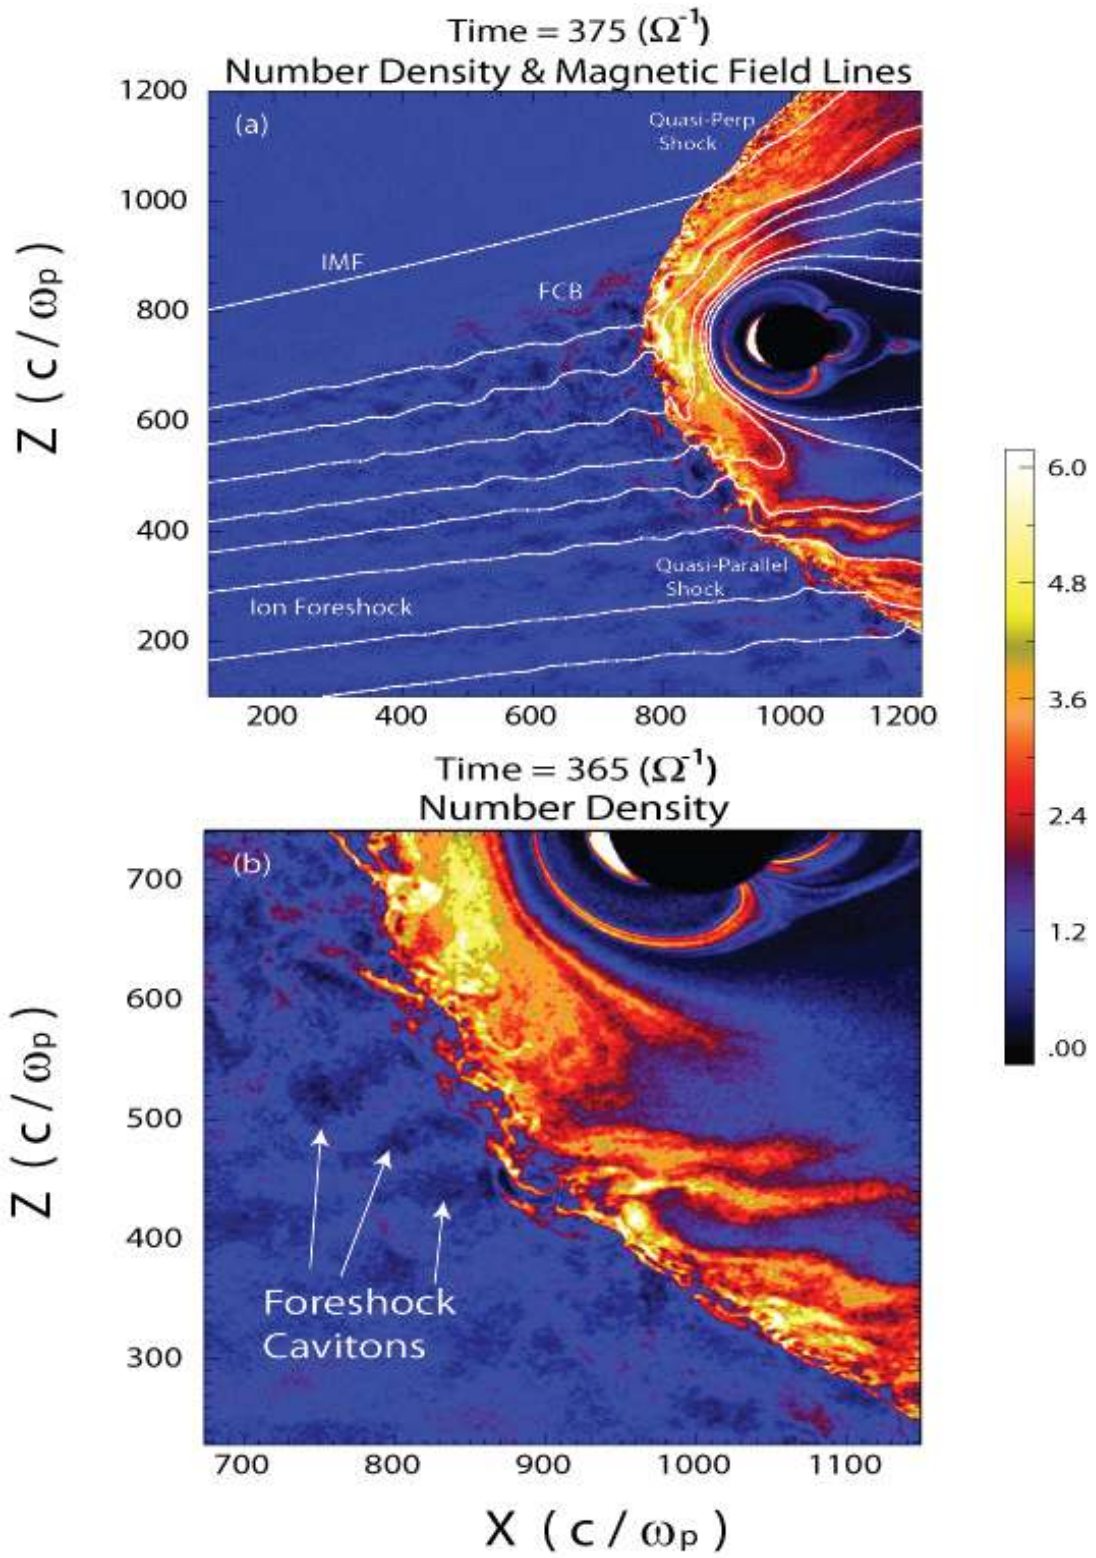 Time = 375 (Ω⁻¹)
Number Density & Magnetic Field Lines
(a)
Quasi-Perp
Shock
IMF
FCB
Quasi-Parallel
Shock
Ion Foreshock
1200
1000
800
600
400
200
Z ( c / ωp )
200 400 600 800 1000 1200
Time = 365 (Ω⁻¹)
Number Density
(b)
Foreshock
Cavitons
700
600
500
400
300
Z ( c / ωp )
700 800 900 1000 1100
X ( c / ωp )
6.0
4.8
3.6
2.4
1.2
.00